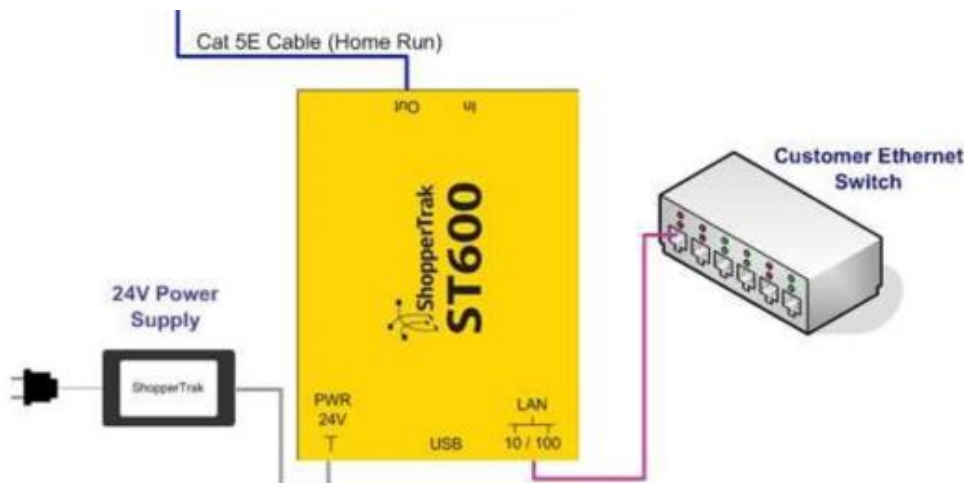 Cat 5E Cable (Home Run)
Out
In
Customer Ethernet
Switch
ShopperTrak
ST600
24V Power
Supply
ShopperTrak
PWR
24V
USB
LAN
10 / 100